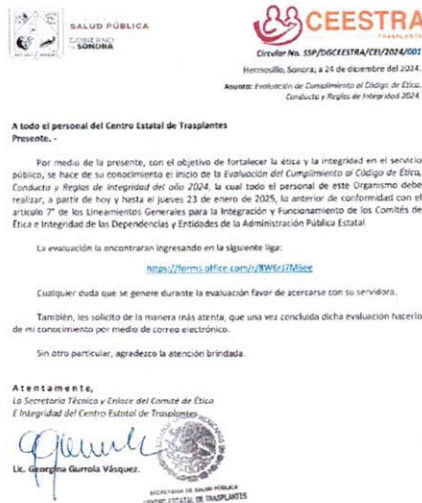 SALUD PÚBLICA
GOBIERNO
DE SONORA
CEESTRA
TRASPLANTE
Circular No. SSP/DGCEESTRA/CEI/2024/001
Hermosillo, Sonora; a 24 de diciembre del 2024.
Asunto: Evaluación de Cumplimiento al Código de Ética,
Conducta y Reglas de Integridad 2024.
A todo el personal del Centro Estatal de Trasplantes
Presente. -
Por medio de la presente, con el objetivo de fortalecer la ética y la integridad en el servicio
público, se hace de su conocimiento el inicio de la Evaluación del Cumplimiento al Código de Ética,
Conducta y Reglas de Integridad del año 2024, la cual todo el personal de este Organismo debe
realizar, a partir de hoy y hasta el jueves 23 de enero de 2025, lo anterior de conformidad con el
artículo 7° de los Lineamientos Generales para la Integración y Funcionamiento de los Comités de
Ética e Integridad de las Dependencias y Entidades de la Administración Pública Estatal.
La evaluación la encontraran ingresando en la siguiente liga:
https://forms.office.com/r/8W6rJ7M6ee
Cualquier duda que se genere durante la evaluación favor de acercarse con su servidora.
También, les solicito de la manera más atenta, que una vez concluida dicha evaluación hacerlo
de mi conocimiento por medio de correo electrónico.
Sin otro particular, agradezco la atención brindada.
Atentamente,
La Secretaria Técnica y Enlace del Comité de Ética
E Integridad del Centro Estatal de Trasplantes
Lic. Georgina Gurrola Vásquez.
SECRETARIA DE SALUD PÚBLICA
CENTRO ESTATAL DE TRASPLANTES